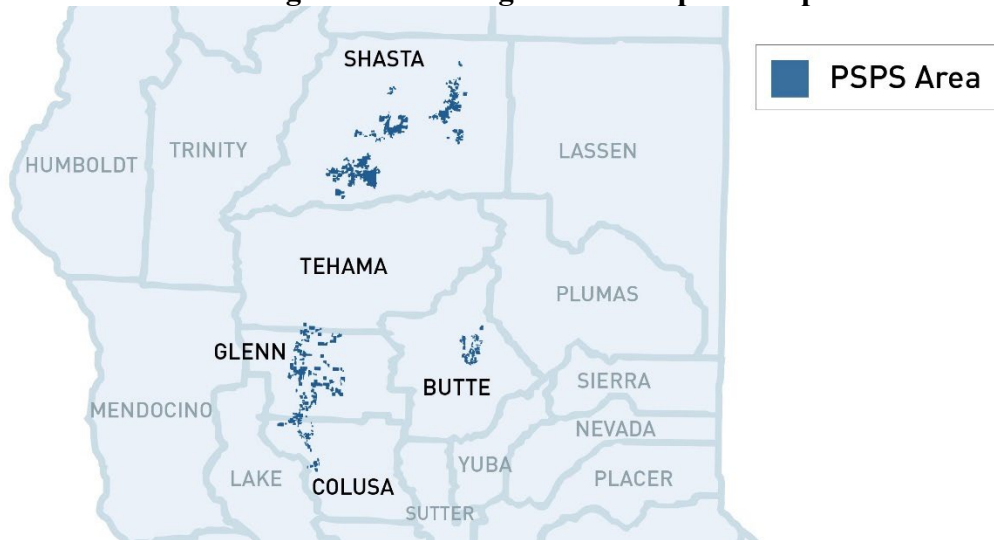 SHASTA
PSPS Area
HUMBOLDT
TRINITY
LASSEN
TEHAMA
PLUMAS
GLENN
BUTTE
SIERRA
MENDOCINO
NEVADA
LAKE
COLUSA
YUBA
PLACER
SUTTER